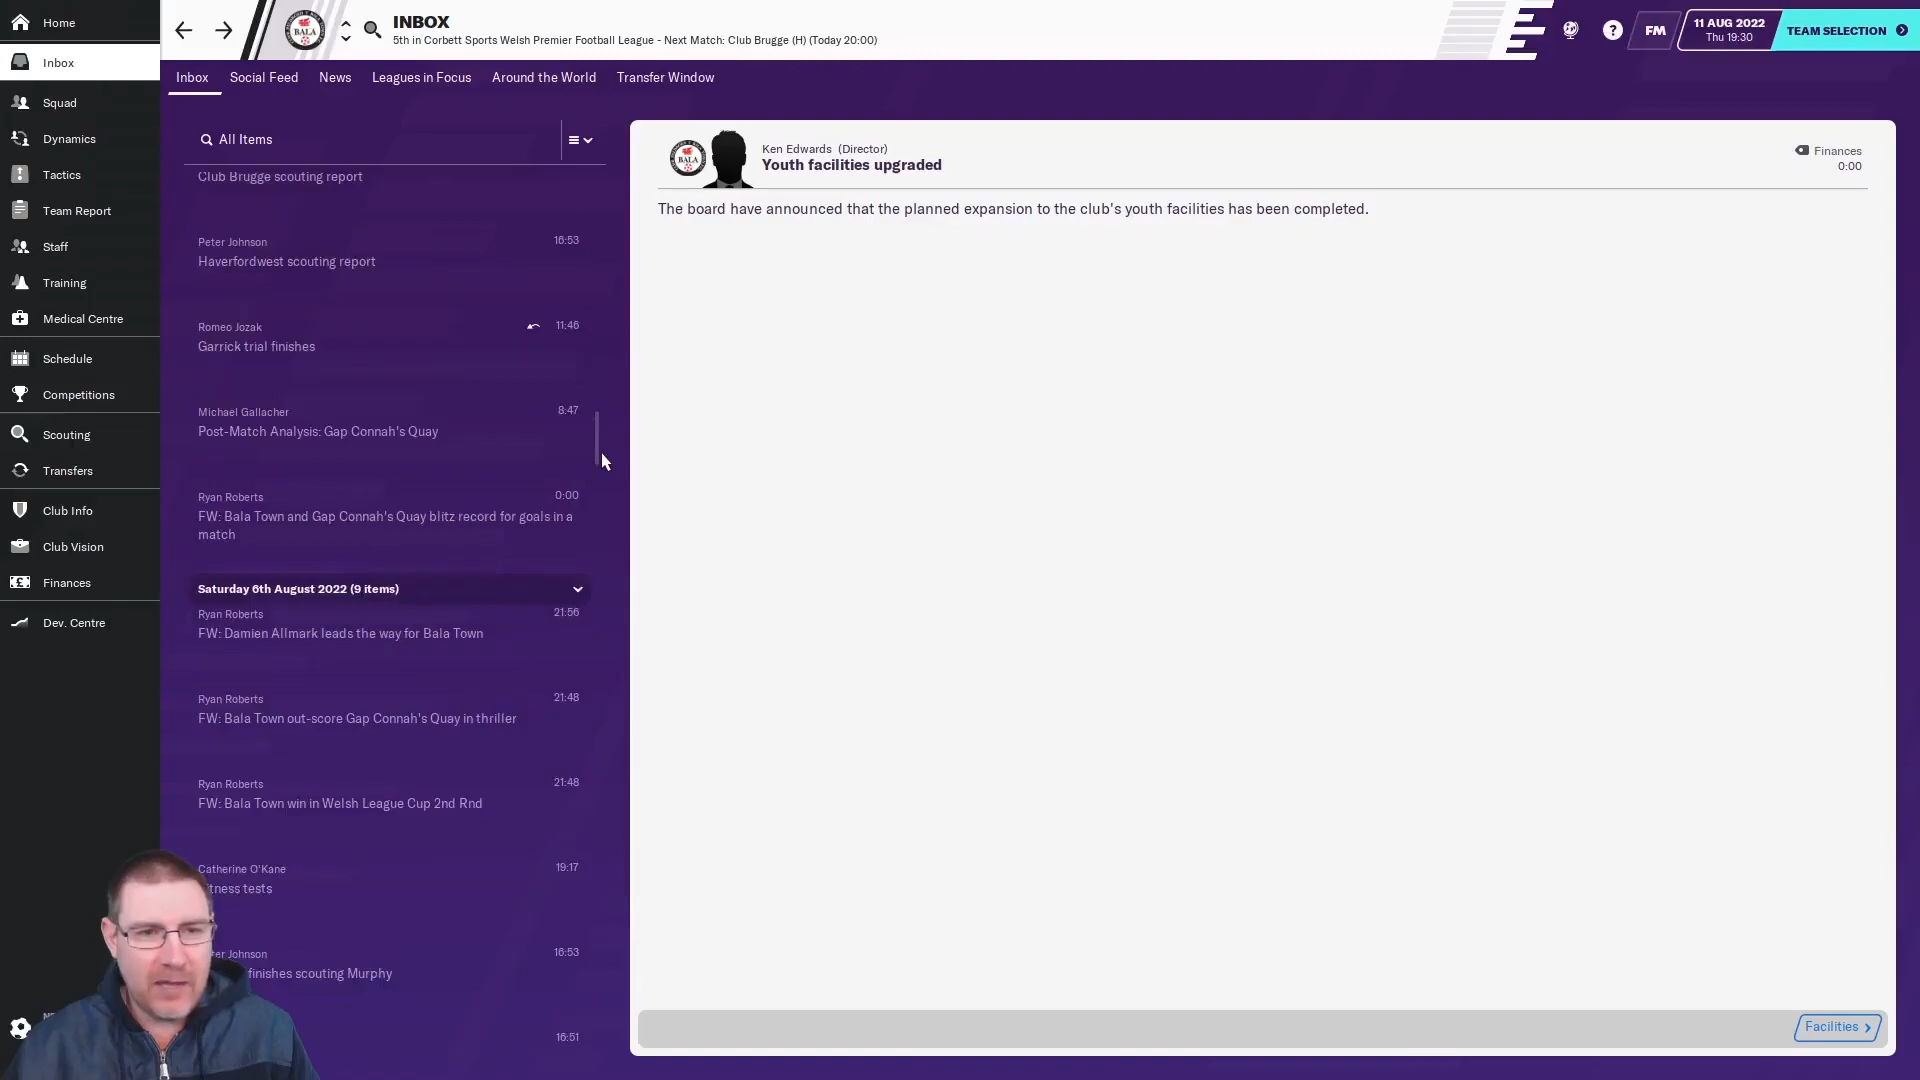 Home
Inbox
Squad
Dynamics
Tactics
Team Report
Staff
Training
Medical Centre
Schedule
Competitions
Scouting
Transfers
Club Info
Club Vision
Finances
Dev. Centre
BALA
INBOX
5th in Corbett Sports Welsh Premier Football League - Next Match: Club Brugge (H) (Today 20:00)
?
FM
11 AUG 2022
Thu 19:30
TEAM SELECTION
Inbox
Social Feed
News
Leagues in Focus
Around the World
Transfer Window
All Items
Club Brugge scouting report
Peter Johnson
16:53
Haverfordwest scouting report
Romeo Jozak
11:46
Garrick trial finishes
Michael Gallacher
8:47
Post-Match Analysis: Gap Connah's Quay
Ryan Roberts
0:00
FW: Bala Town and Gap Connah's Quay blitz record for goals in a
match
Saturday 6th August 2022 (9 items)
Ryan Roberts
21:56
FW: Damien Allmark leads the way for Bala Town
Ryan Roberts
21:48
FW: Bala Town out-score Gap Connah's Quay in thriller
Ryan Roberts
21:48
FW: Bala Town win in Welsh League Cup 2nd Rnd
Catherine O'Kane
19:17
tness tests
er Johnson
16:53
finishes scouting Murphy
16:51
BALA
Ken Edwards (Director)
Youth facilities upgraded
Finances
0:00
The board have announced that the planned expansion to the club's youth facilities has been completed.
Facilities